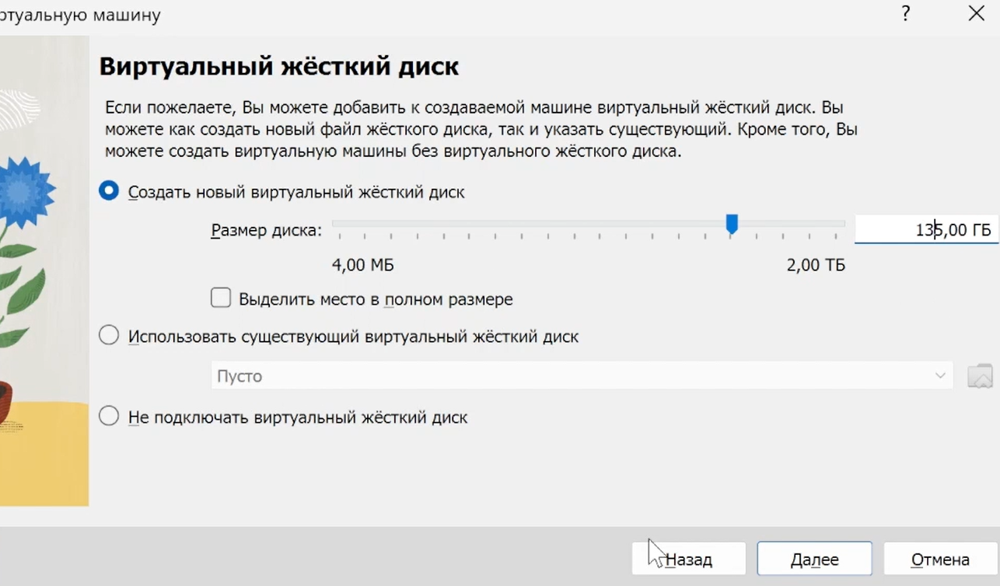 ртуальную машину
?
Виртуальный жёсткий диск
Если пожелаете, Вы можете добавить к создаваемой машине виртуальный жёсткий диск. Вы
можете как создать новый файл жёсткого диска, так и указать существующий. Кроме того, Вы
можете создать виртуальную машины без виртуального жёсткого диска.
Создать новый виртуальный жёсткий диск
Размер диска:
135,00 ГБ
4,00 МБ
2,00 ТБ
Выделить место в полном размере
Использовать существующий виртуальный жёсткий диск
Пусто
Не подключать виртуальный жёсткий диск
Назад
Далее
Отмена